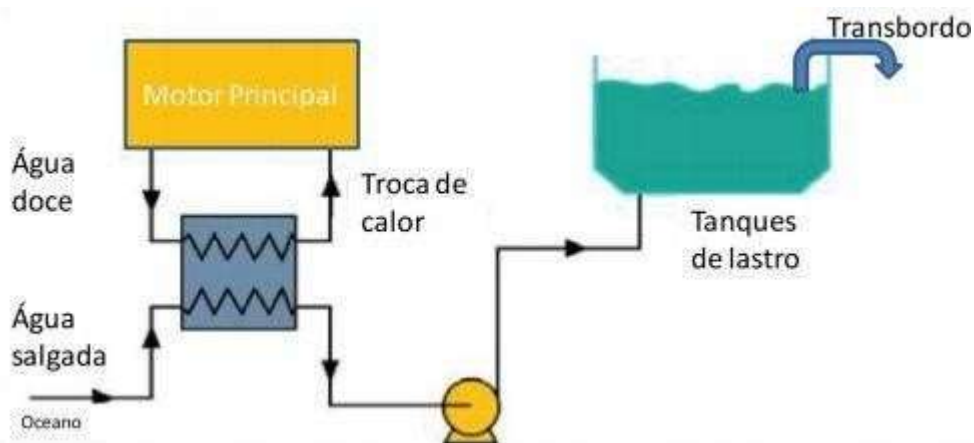 Transbordo
Motor Principal
Água
doce
Troca de
calor
Tanques
de lastro
Água
salgada
Oceano